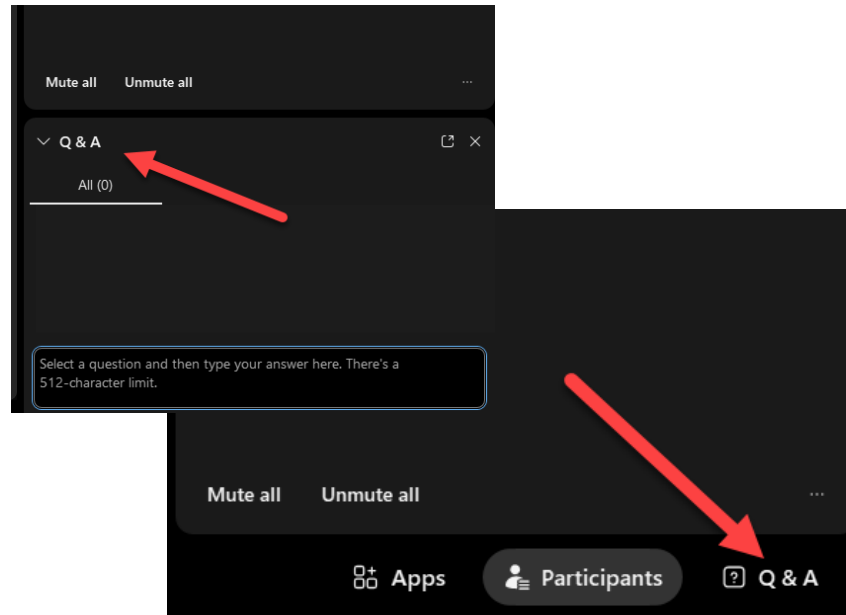 Mute all Unmute all ...
Q & A
All (0)
Select a question and then type your answer here. There's a
512-character limit.
Mute all Unmute all ...
Apps Participants ? Q & A